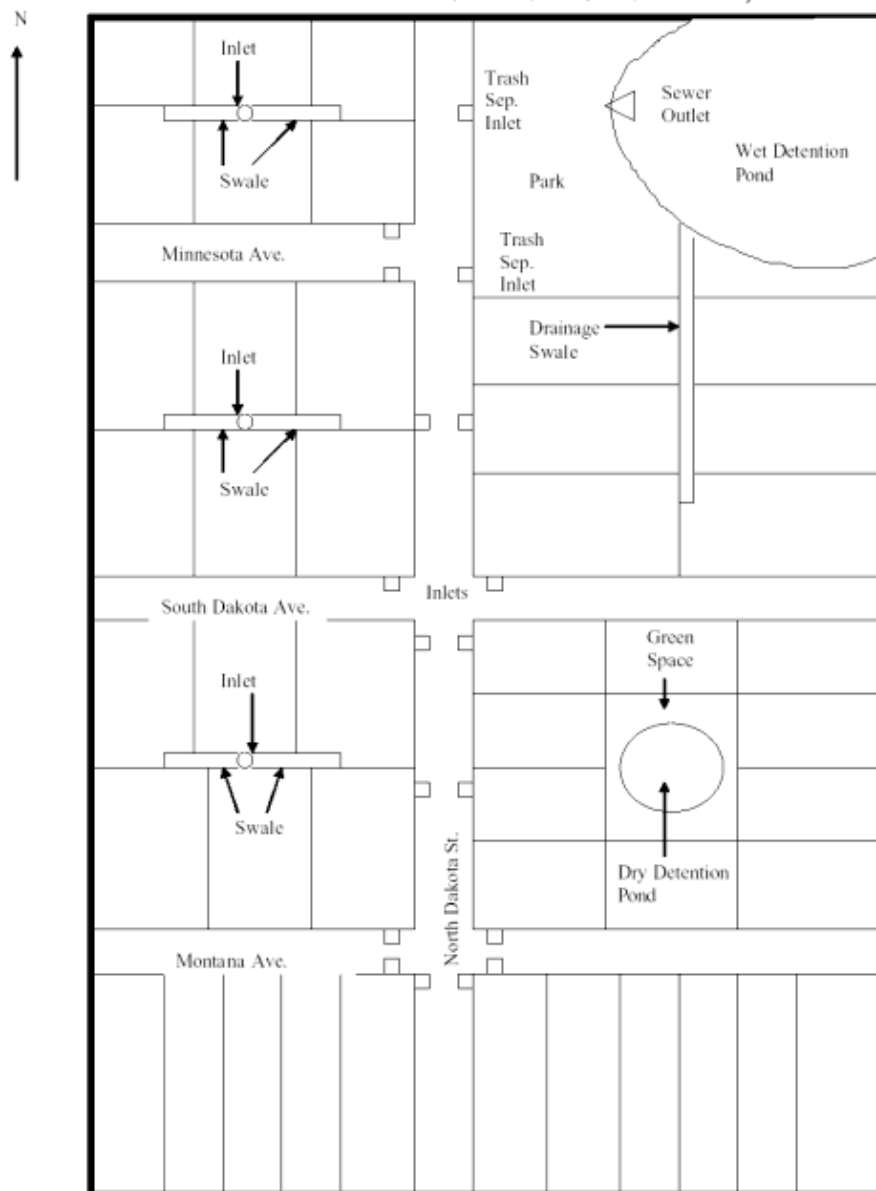 N
Inlet
Trash
Sep.
Inlet
Sewer
Outlet
Wet Detention
Pond
Swale
Park
Minnesota Ave.
Trash
Sep.
Inlet
Drainage
Swale
Inlet
Swale
Inlets
South Dakota Ave.
Green
Space
Inlet
Swale
North Dakota St.
Dry Detention
Pond
Montana Ave.